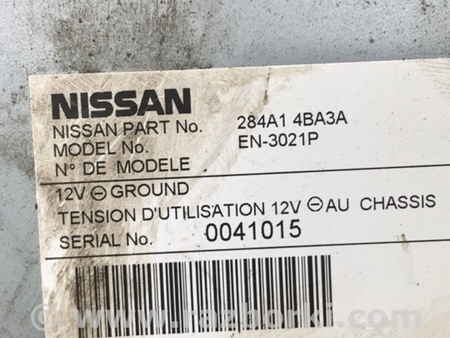 NISSAN
NISSAN PART No. 284A1 4BA3A
MODEL No. EN-3021P
N° DE MODELE
12V ⊖ GROUND
TENSION D'UTILISATION 12V ⊖ AU CHASSIS
SERIAL No. 0041015
© www.razborki.com